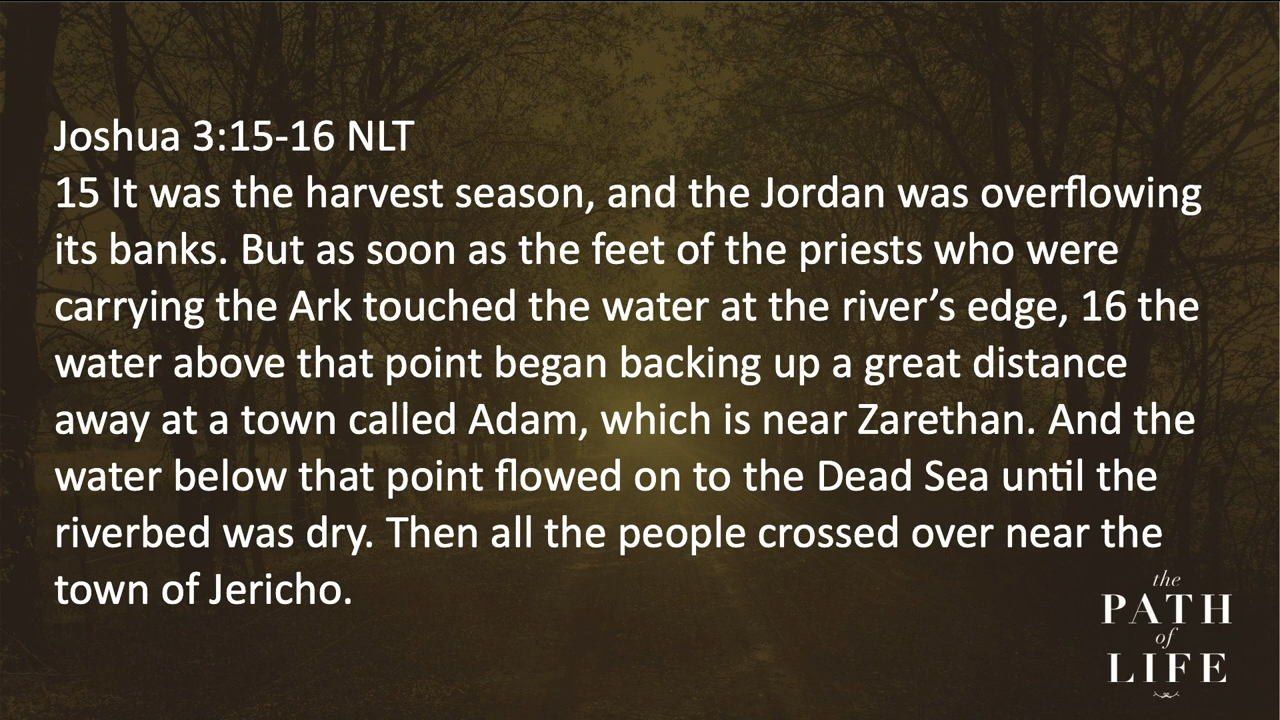 Joshua 3:15-16 NLT
15 It was the harvest season, and the Jordan was overflowing
its banks. But as soon as the feet of the priests who were
carrying the Ark touched the water at the river’s edge, 16 the
water above that point began backing up a great distance
away at a town called Adam, which is near Zarethan. And the
water below that point flowed on to the Dead Sea until the
riverbed was dry. Then all the people crossed over near the
town of Jericho.
the
PATH
of
LIFE